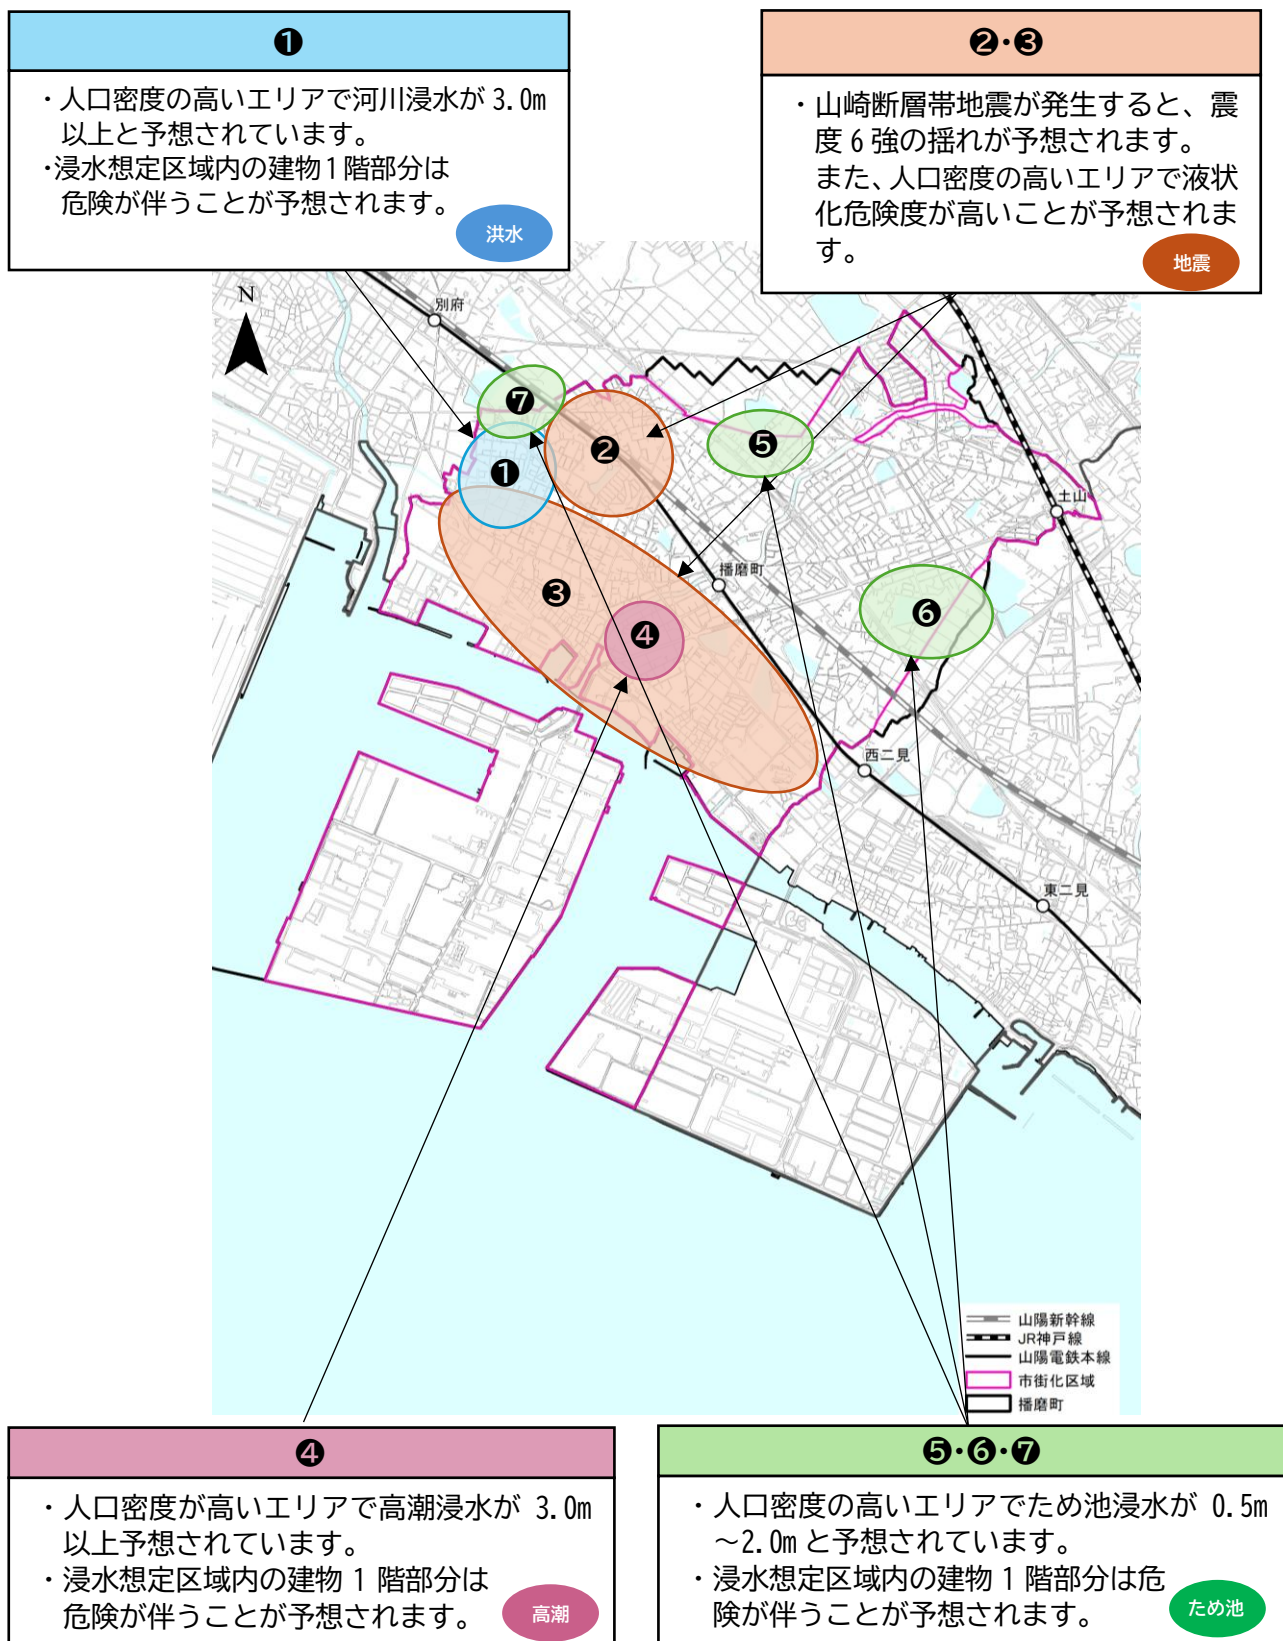 ❶
・人口密度の高いエリアで河川浸水が 3.0m
以上と予想されています。
・浸水想定区域内の建物1階部分は
危険が伴うことが予想されます。
洪水
❷・❸
・山崎断層帯地震が発生すると、震
度 6 強の揺れが予想されます。
また、人口密度の高いエリアで液状
化危険度が高いことが予想されま
す。
地震
N
別府
❼
❷
❺
❶
土山
播磨町
❸
❻
❹
西二見
東二見
山陽新幹線
JR神戸線
山陽電鉄本線
市街化区域
播磨町
❹
・人口密度が高いエリアで高潮浸水が 3.0m
以上予想されています。
・浸水想定区域内の建物 1 階部分は
危険が伴うことが予想されます。
高潮
❺・❻・❼
・人口密度の高いエリアでため池浸水が 0.5m
～2.0m と予想されています。
・浸水想定区域内の建物 1 階部分は危
険が伴うことが予想されます。
ため池